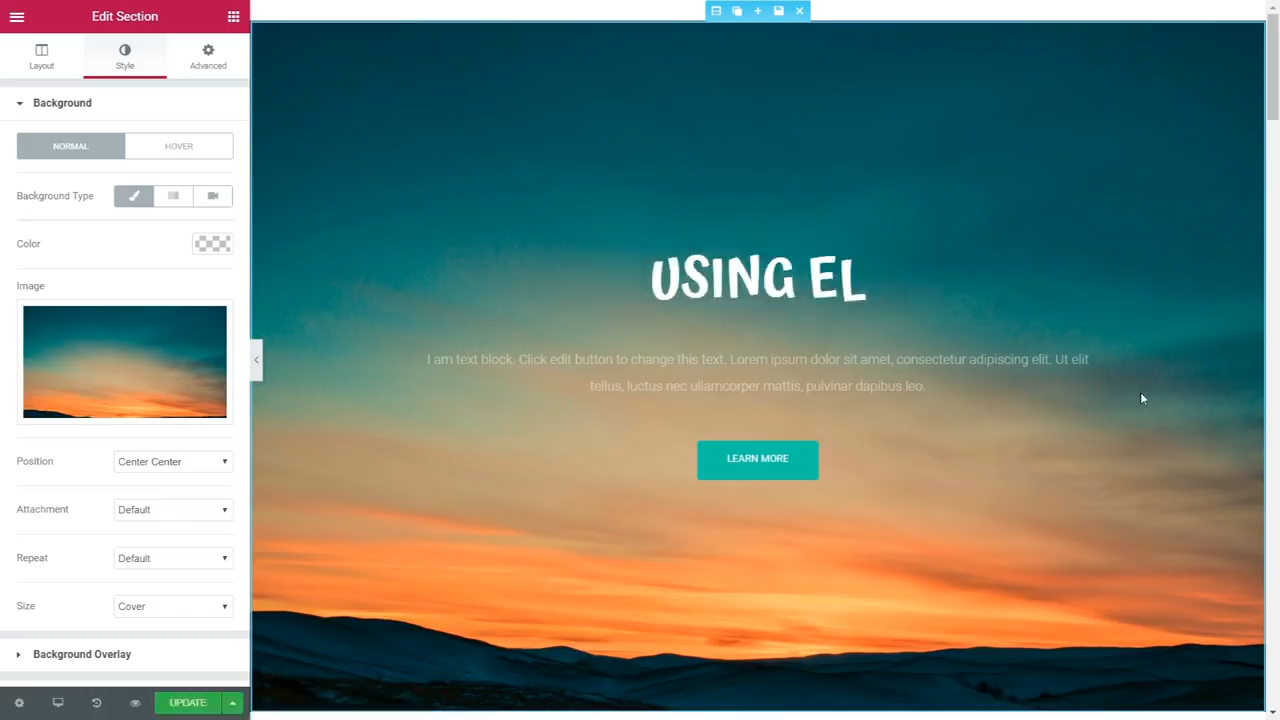 Edit Section
Layout
Style
Advanced
Background
NORMAL
HOVER
Background Type
Color
Image
Position
Center Center
Attachment
Default
Repeat
Default
Size
Cover
Background Overlay
UPDATE
USING EL
I am text block. Click edit button to change this text. Lorem ipsum dolor sit amet, consectetur adipiscing elit. Ut elit
tellus, luctus nec ullamcorper mattis, pulvinar dapibus leo.
LEARN MORE